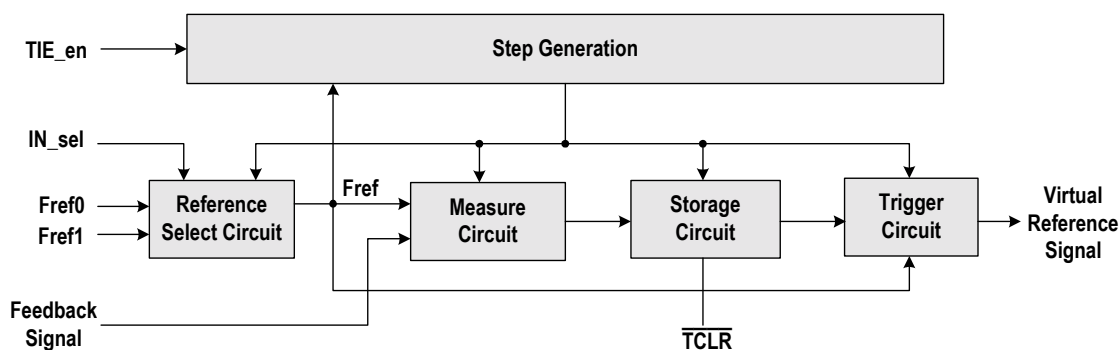 TIE_en
Step Generation
IN_sel
Fref0
Fref1
Reference
Select Circuit
Fref
Measure
Circuit
Storage
Circuit
Trigger
Circuit
Virtual
Reference
Signal
Feedback
Signal
TCLR